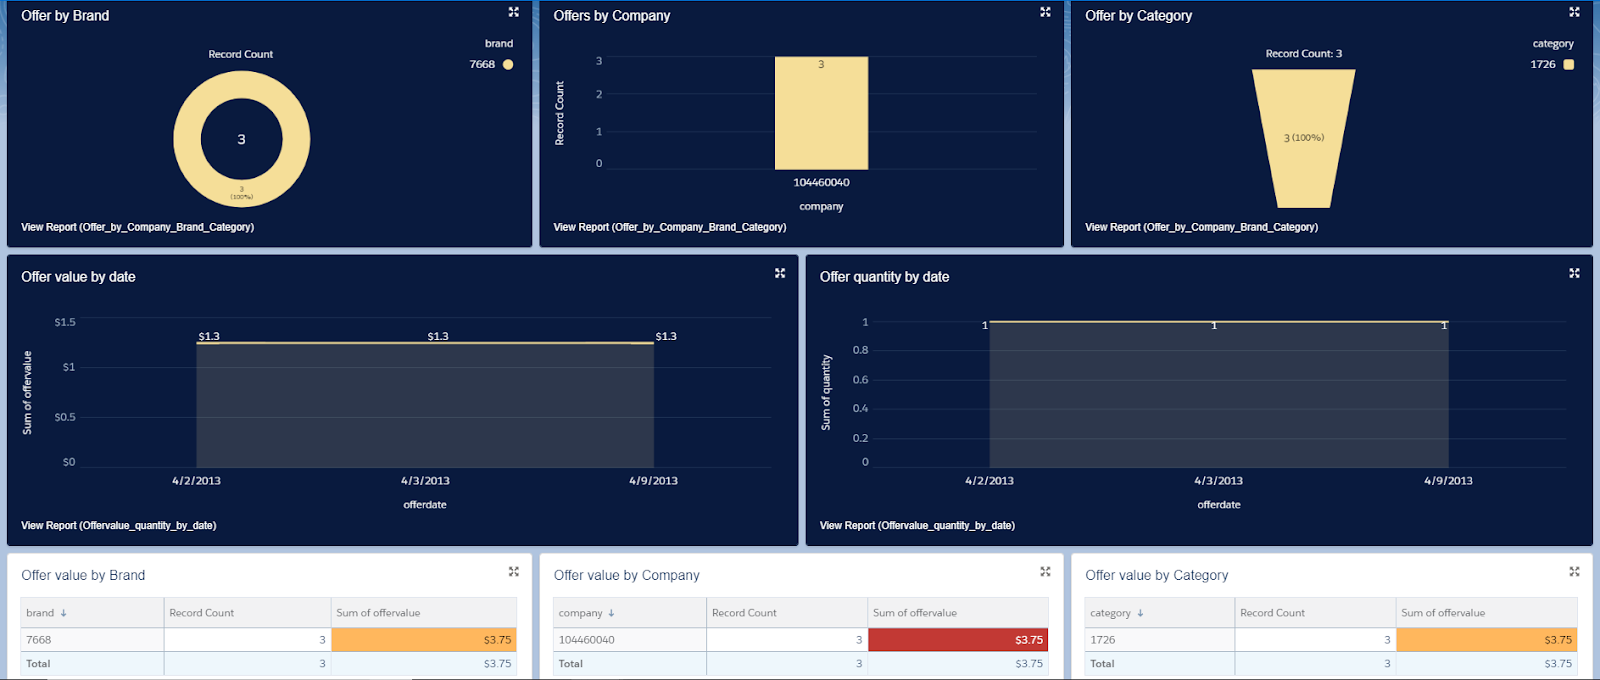 Offer by Brand
Record Count
brand
7668
3
3
(100%)
View Report (Offer_by_Company_Brand_Category)
Offers by Company
Record Count
3
2
1
0
3
104460040
company
View Report (Offer_by_Company_Brand_Category)
Offer by Category
Record Count: 3
category
1726
3 (100%)
View Report (Offer_by_Company_Brand_Category)
Offer value by date
Sum of offervalue
$1.5
$1
$0.5
$0
$1.3 $1.3 $1.3
4/2/2013 4/3/2013 4/9/2013
offerdate
View Report (Offervalue_quantity_by_date)
Offer quantity by date
Sum of quantity
1
0.8
0.6
0.4
0.2
0
1 1 1
4/2/2013 4/3/2013 4/9/2013
offerdate
View Report (Offervalue_quantity_by_date)
Offer value by Brand
brand ↓ Record Count Sum of offervalue
7668 3 $3.75
Total 3 $3.75
Offer value by Company
company ↓ Record Count Sum of offervalue
104460040 3 $3.75
Total 3 $3.75
Offer value by Category
category ↓ Record Count Sum of offervalue
1726 3 $3.75
Total 3 $3.75